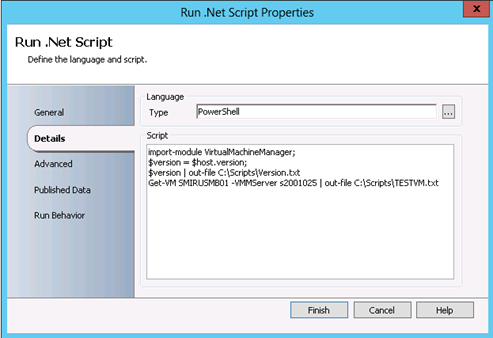 Run .Net Script Properties
x
Run .Net Script
Define the language and script.
General
Details
Advanced
Published Data
Run Behavior
Language
Type PowerShell ...
Script
import-module VirtualMachineManager;
$version = $host.version;
$version | out-file C:\Scripts\Version.txt
Get-VM SMIRUSMB01 -VMMServer s2001025 | out-file C:\Scripts\TESTVM.txt
Finish Cancel Help